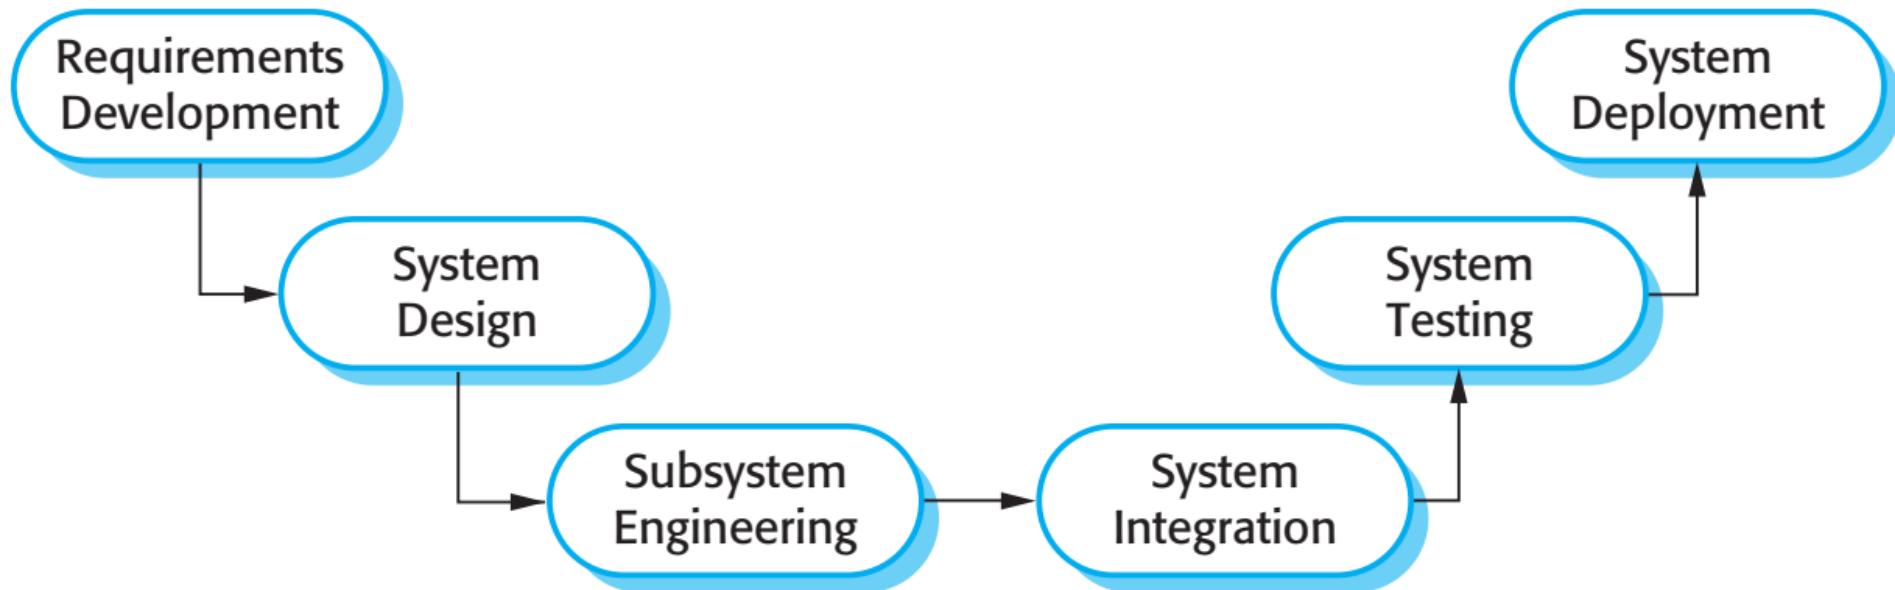 Requirements
Development
System
Design
Subsystem
Engineering
System
Integration
System
Testing
System
Deployment